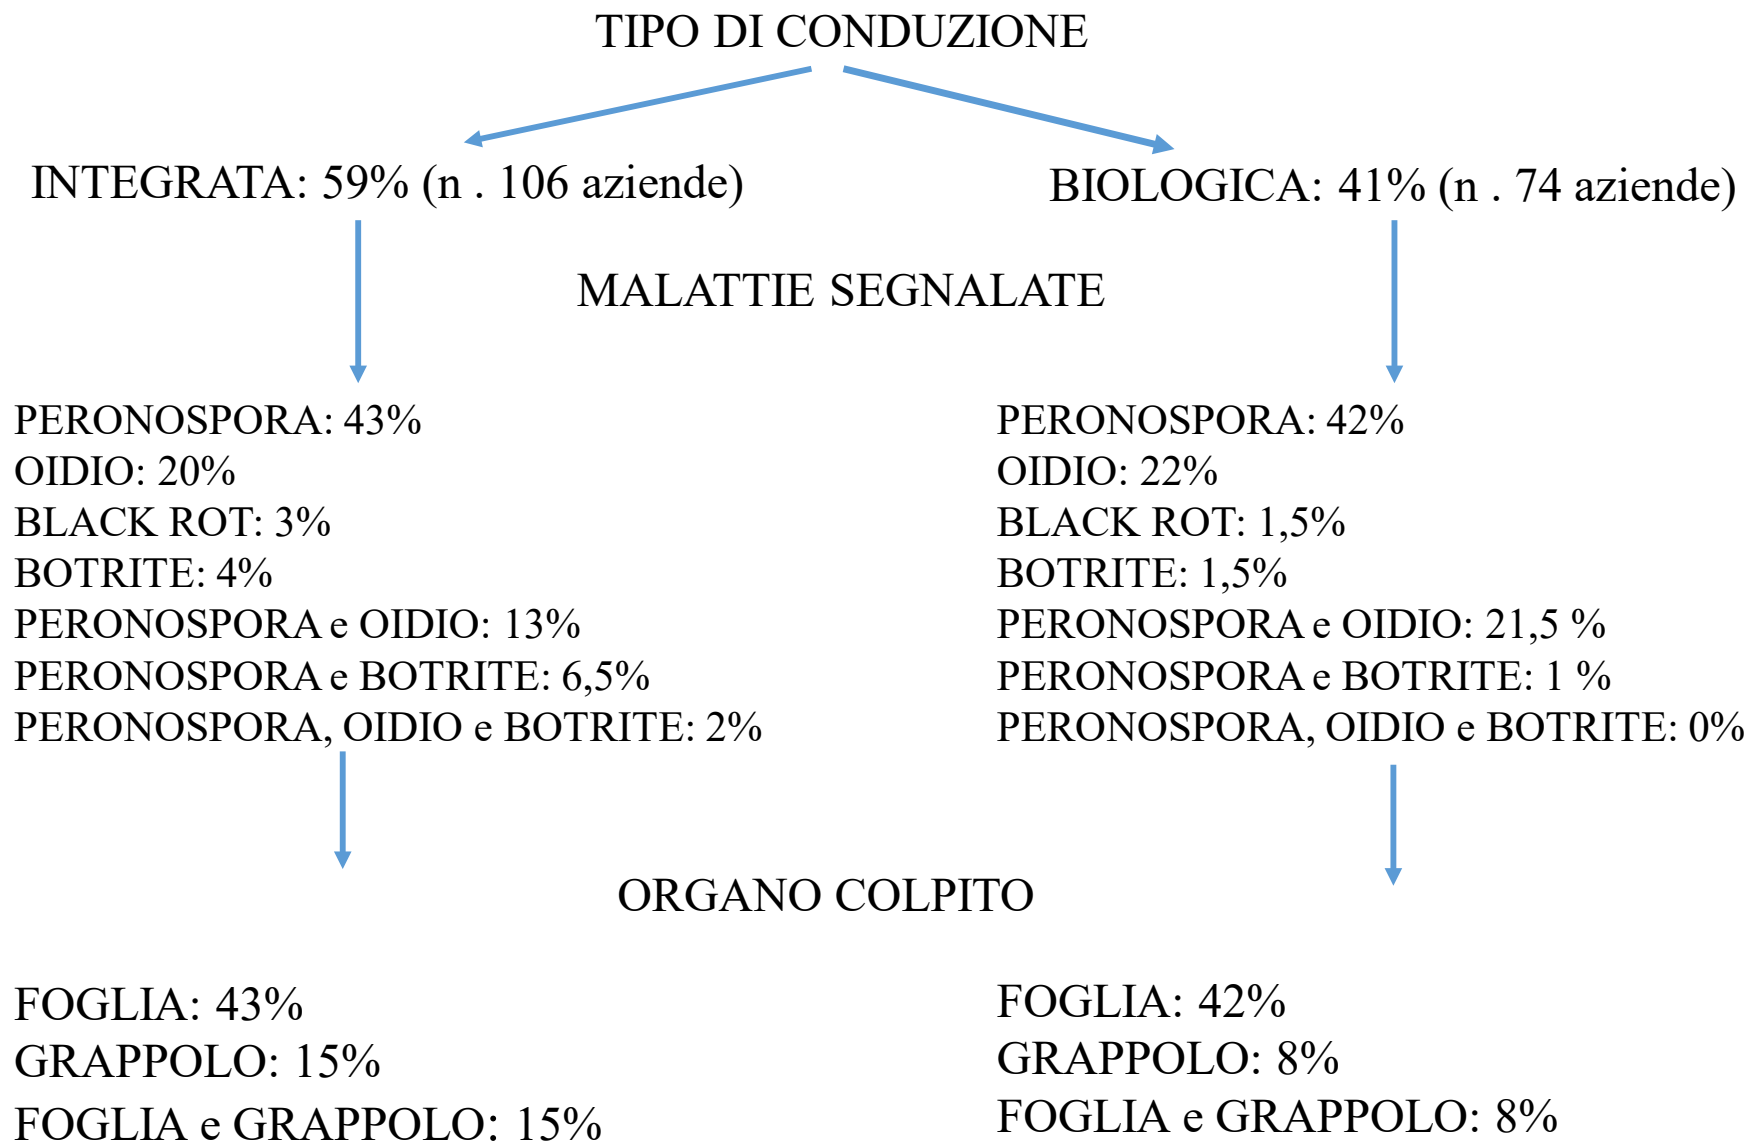 TIPO DI CONDUZIONE
INTEGRATA: 59% (n . 106 aziende)
BIOLOGICA: 41% (n . 74 aziende)
MALATTIE SEGNALATE
PERONOSPORA: 43%
OIDIO: 20%
BLACK ROT: 3%
BOTRITE: 4%
PERONOSPORA e OIDIO: 13%
PERONOSPORA e BOTRITE: 6,5%
PERONOSPORA, OIDIO e BOTRITE: 2%
PERONOSPORA: 42%
OIDIO: 22%
BLACK ROT: 1,5%
BOTRITE: 1,5%
PERONOSPORA e OIDIO: 21,5 %
PERONOSPORA e BOTRITE: 1 %
PERONOSPORA, OIDIO e BOTRITE: 0%
ORGANO COLPITO
FOGLIA: 43%
GRAPPOLO: 15%
FOGLIA e GRAPPOLO: 15%
FOGLIA: 42%
GRAPPOLO: 8%
FOGLIA e GRAPPOLO: 8%